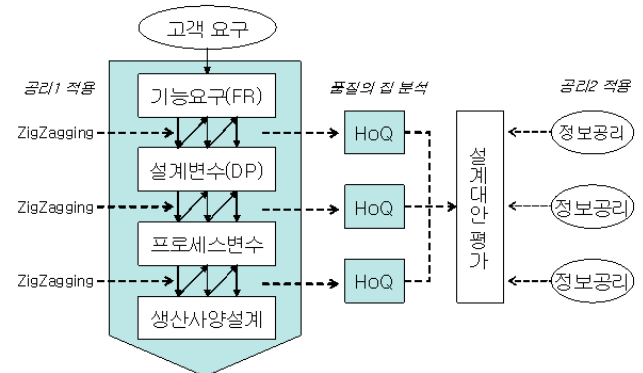 고객 요구
공리1 적용
품질의 집 분석
공리2 적용
기능요구(FR)
ZigZagging
HoQ
정보공리
설계변수(DP)
ZigZagging
HoQ
설계대안 평가
정보공리
프로세스변수
ZigZagging
HoQ
정보공리
생산사양설계